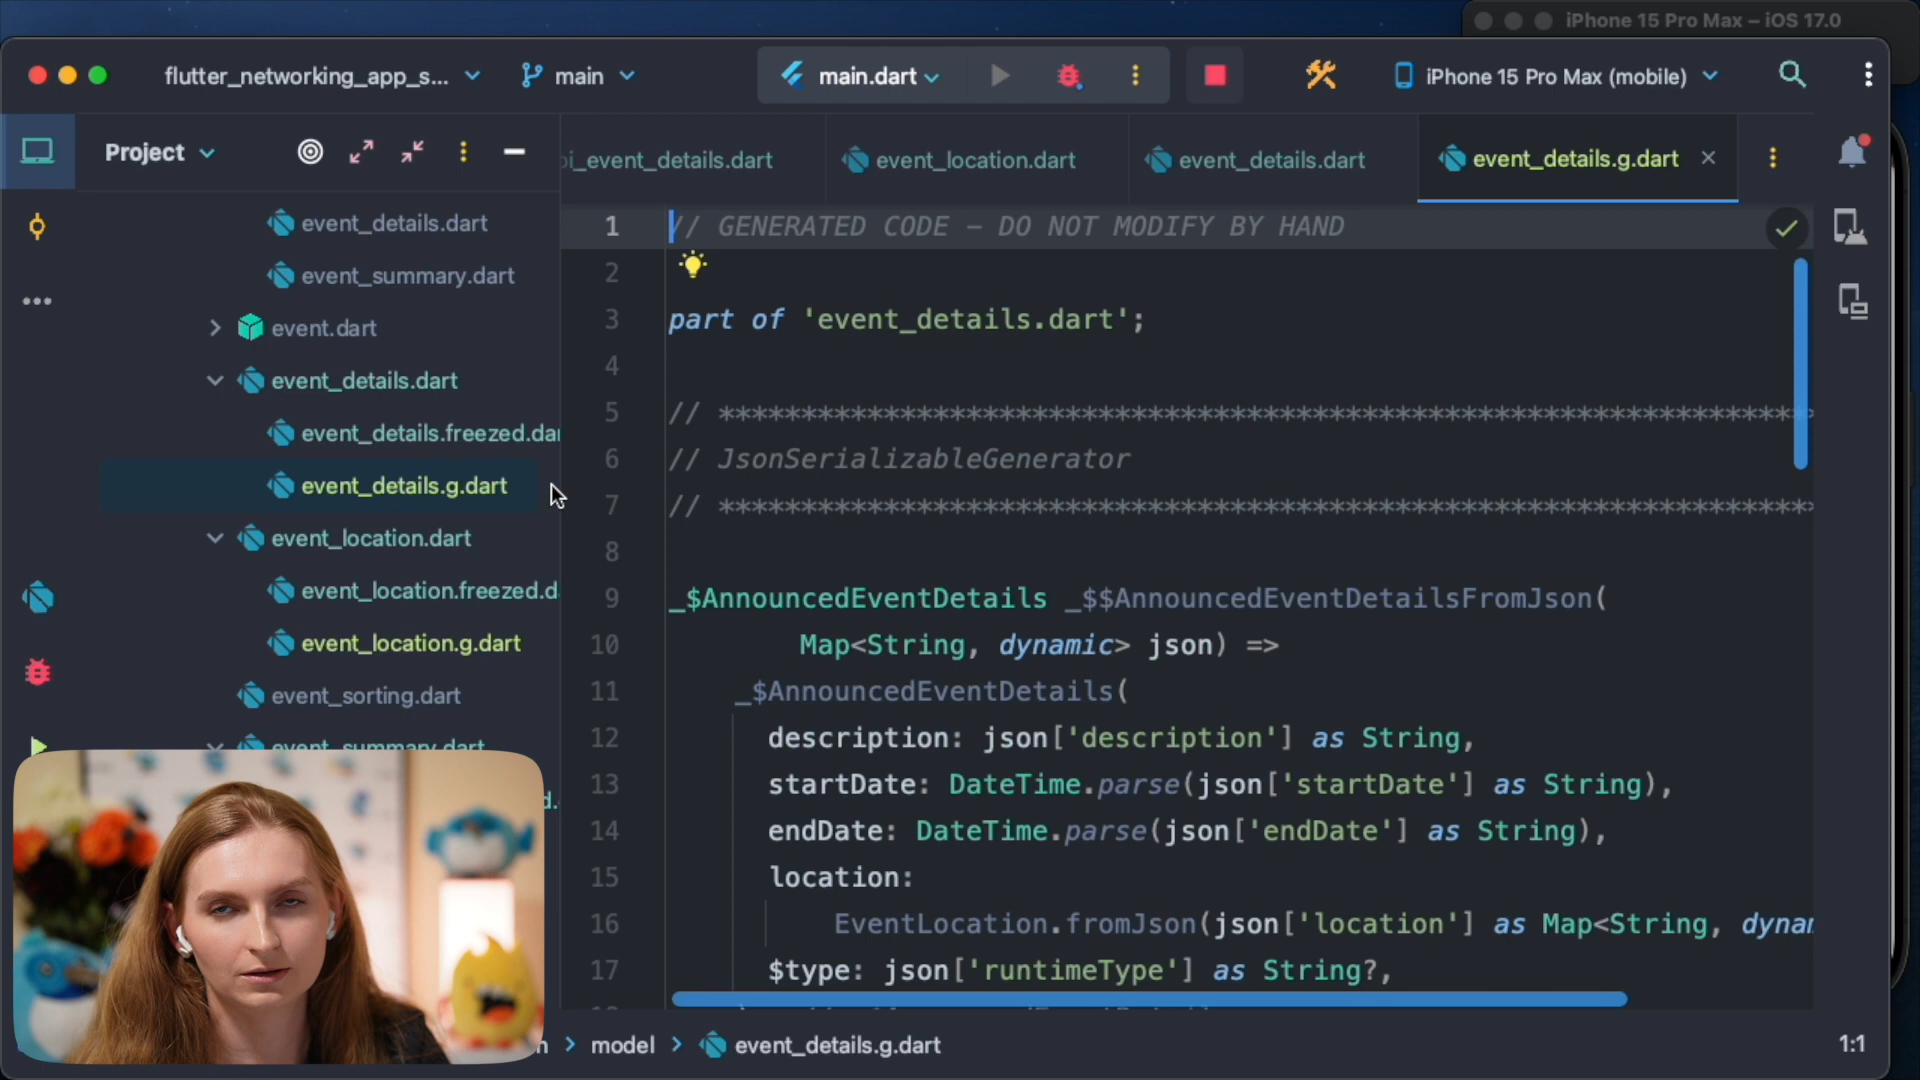 iPhone 15 Pro Max – iOS 17.0
flutter_networking_app_s...
main
main.dart
iPhone 15 Pro Max (mobile)
Project
pi_event_details.dart
event_location.dart
event_details.dart
event_details.g.dart
event_details.dart
event_summary.dart
event.dart
event_details.dart
event_details.freezed.dar
event_details.g.dart
event_location.dart
event_location.freezed.d
event_location.g.dart
event_sorting.dart
event_summary.dart
d.
1 // GENERATED CODE – DO NOT MODIFY BY HAND
2
3 part of 'event_details.dart';
4
5 // *******************************************************************
6 // JsonSerializableGenerator
7 // *******************************************************************
8
9 _$AnnouncedEventDetails _$$AnnouncedEventDetailsFromJson(
10 Map<String, dynamic> json) =>
11 _$AnnouncedEventDetails(
12 description: json['description'] as String,
13 startDate: DateTime.parse(json['startDate'] as String),
14 endDate: DateTime.parse(json['endDate'] as String),
15 location:
16 EventLocation.fromJson(json['location'] as Map<String, dynam
17 $type: json['runtimeType'] as String?,
n > model > event_details.g.dart
1:1